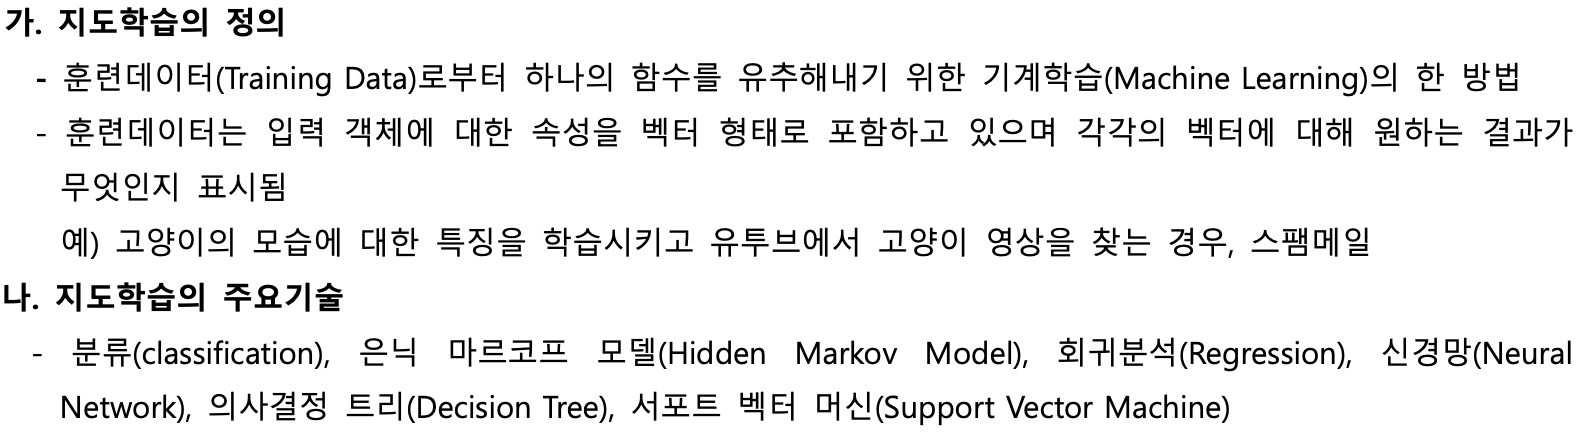 가. 지도학습의 정의
- 훈련데이터(Training Data)로부터 하나의 함수를 유추해내기 위한 기계학습(Machine Learning)의 한 방법
- 훈련데이터는 입력 객체에 대한 속성을 벡터 형태로 포함하고 있으며 각각의 벡터에 대해 원하는 결과가
무엇인지 표시됨
예) 고양이의 모습에 대한 특징을 학습시키고 유투브에서 고양이 영상을 찾는 경우, 스팸메일
나. 지도학습의 주요기술
- 분류(classification), 은닉 마르코프 모델(Hidden Markov Model), 회귀분석(Regression), 신경망(Neural
Network), 의사결정 트리(Decision Tree), 서포트 벡터 머신(Support Vector Machine)